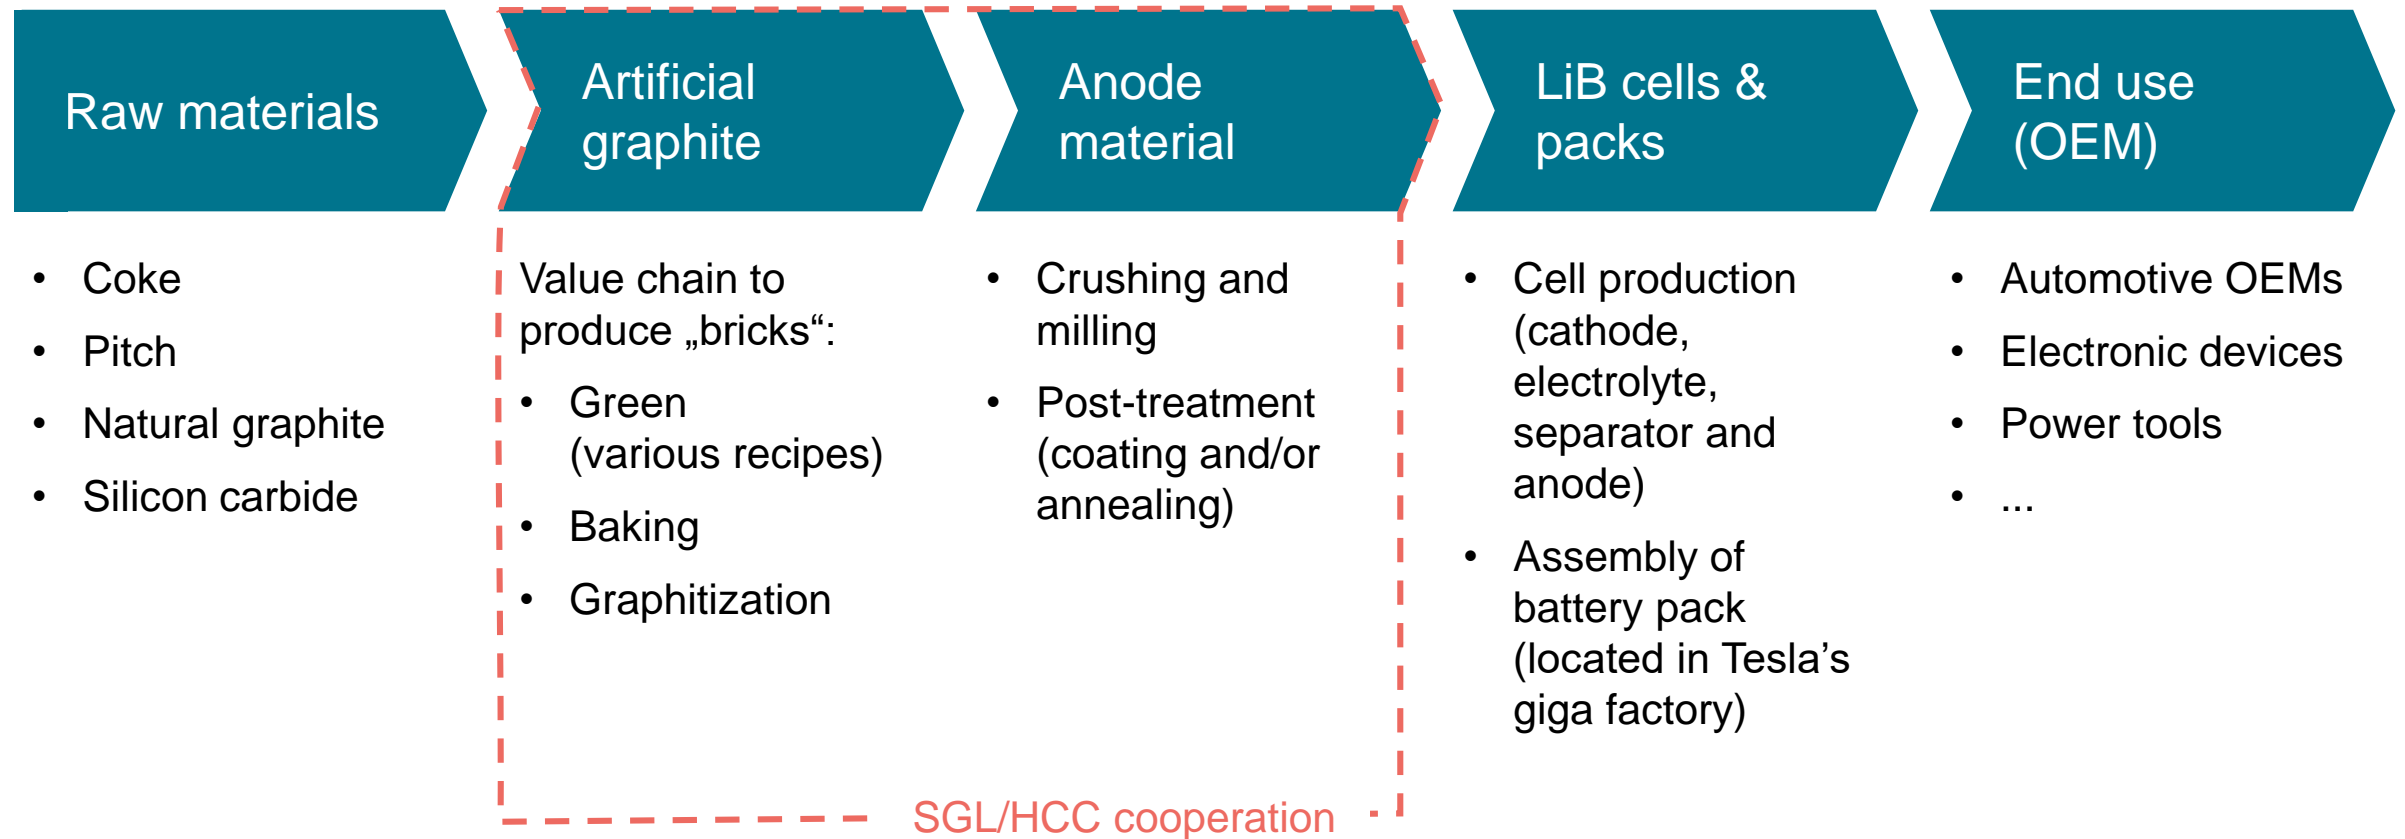 Raw materials
Artificial
graphite
Anode
material
LiB cells &
packs
End use
(OEM)
• Coke
• Pitch
• Natural graphite
• Silicon carbide
Value chain to
produce „bricks“:
• Green
(various recipes)
• Baking
• Graphitization
• Crushing and
milling
• Post-treatment
(coating and/or
annealing)
• Cell production
(cathode,
electrolyte,
separator and
anode)
• Assembly of
battery pack
(located in Tesla’s
giga factory)
• Automotive OEMs
• Electronic devices
• Power tools
• ...
SGL/HCC cooperation